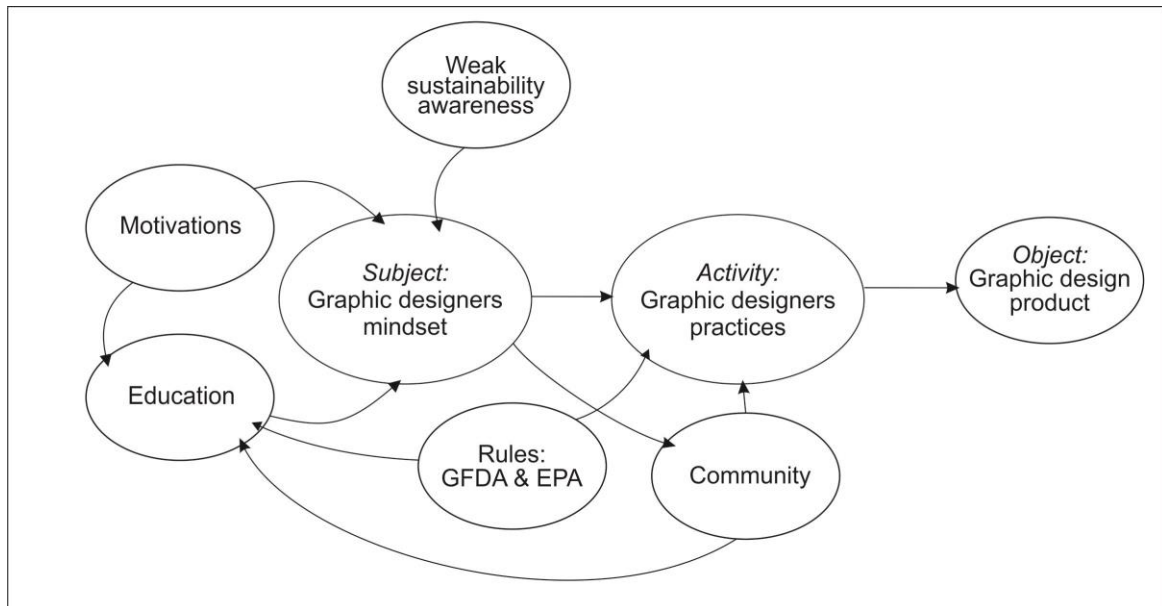 Weak
sustainability
awareness
Motivations
Subject:
Graphic designers
mindset
Activity:
Graphic designers
practices
Object:
Graphic design
product
Education
Rules:
GFDA & EPA
Community